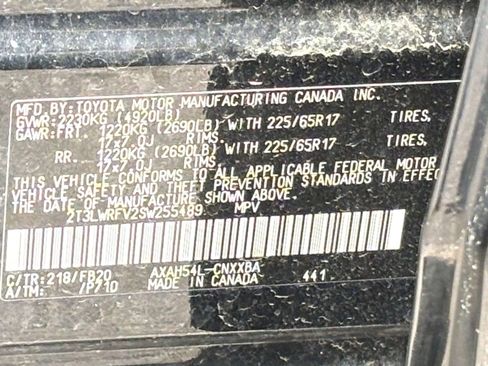 MFD.BY:TOYOTA MOTOR MANUFACTURING CANADA INC.
GVWR:2230KG (4920LB)
GAWR:FRT. 1220KG (2690LB) WITH 225/65R17 TIRES,
17X7.0J RIMS,
RR. 1220KG (2690LB) WITH 225/65R17 TIRES,
17X7.0J RIMS,
THIS VEHICLE CONFORMS TO ALL APPLICABLE FEDERAL MOTOR
VEHICLE SAFETY AND THEFT PREVENTION STANDARDS IN EFFEC
THE DATE OF MANUFACTURE SHOWN ABOVE.
2T3LWRFV2SW255489 MPV
C/TR:218/FB20 AXAH54L-CNXXBA 441
A/TM: /P710 MADE IN CANADA